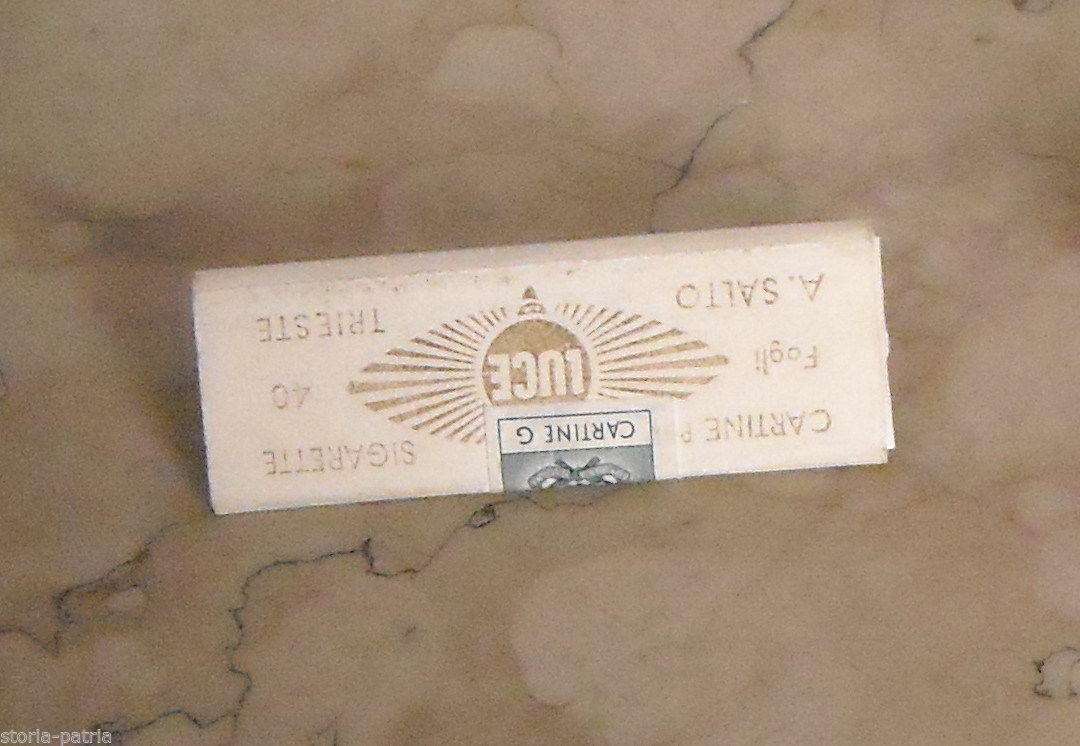 CARTINE G
CARTINE SIGARETTE
Fogli 40
LUCE
A. SALTO TRIESTE
storia-patria